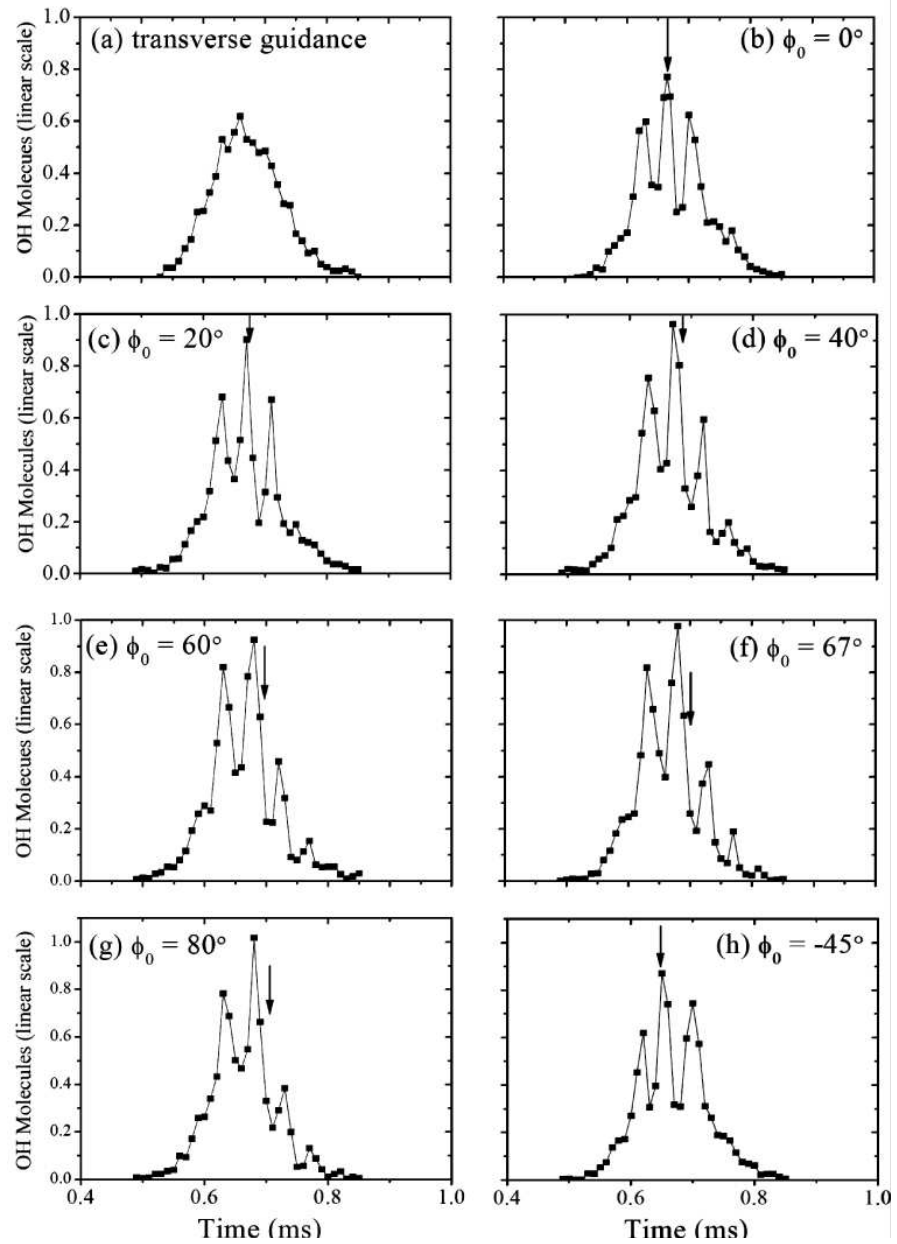 (a) transverse guidance
OH Molecues (linear scale)
1.0
0.8
0.6
0.4
0.2
0.0
(b) ϕ₀ = 0°
(c) ϕ₀ = 20°
OH Molecues (linear scale)
1.0
0.8
0.6
0.4
0.2
0.0
(d) ϕ₀ = 40°
(e) ϕ₀ = 60°
OH Molecues (linear scale)
1.0
0.8
0.6
0.4
0.2
0.0
(f) ϕ₀ = 67°
(g) ϕ₀ = 80°
OH Molecues (linear scale)
1.0
0.8
0.6
0.4
0.2
0.0
0.4 0.6 0.8 1.0
Time (ms)
(h) ϕ₀ = -45°
0.4 0.6 0.8 1.0
Time (ms)